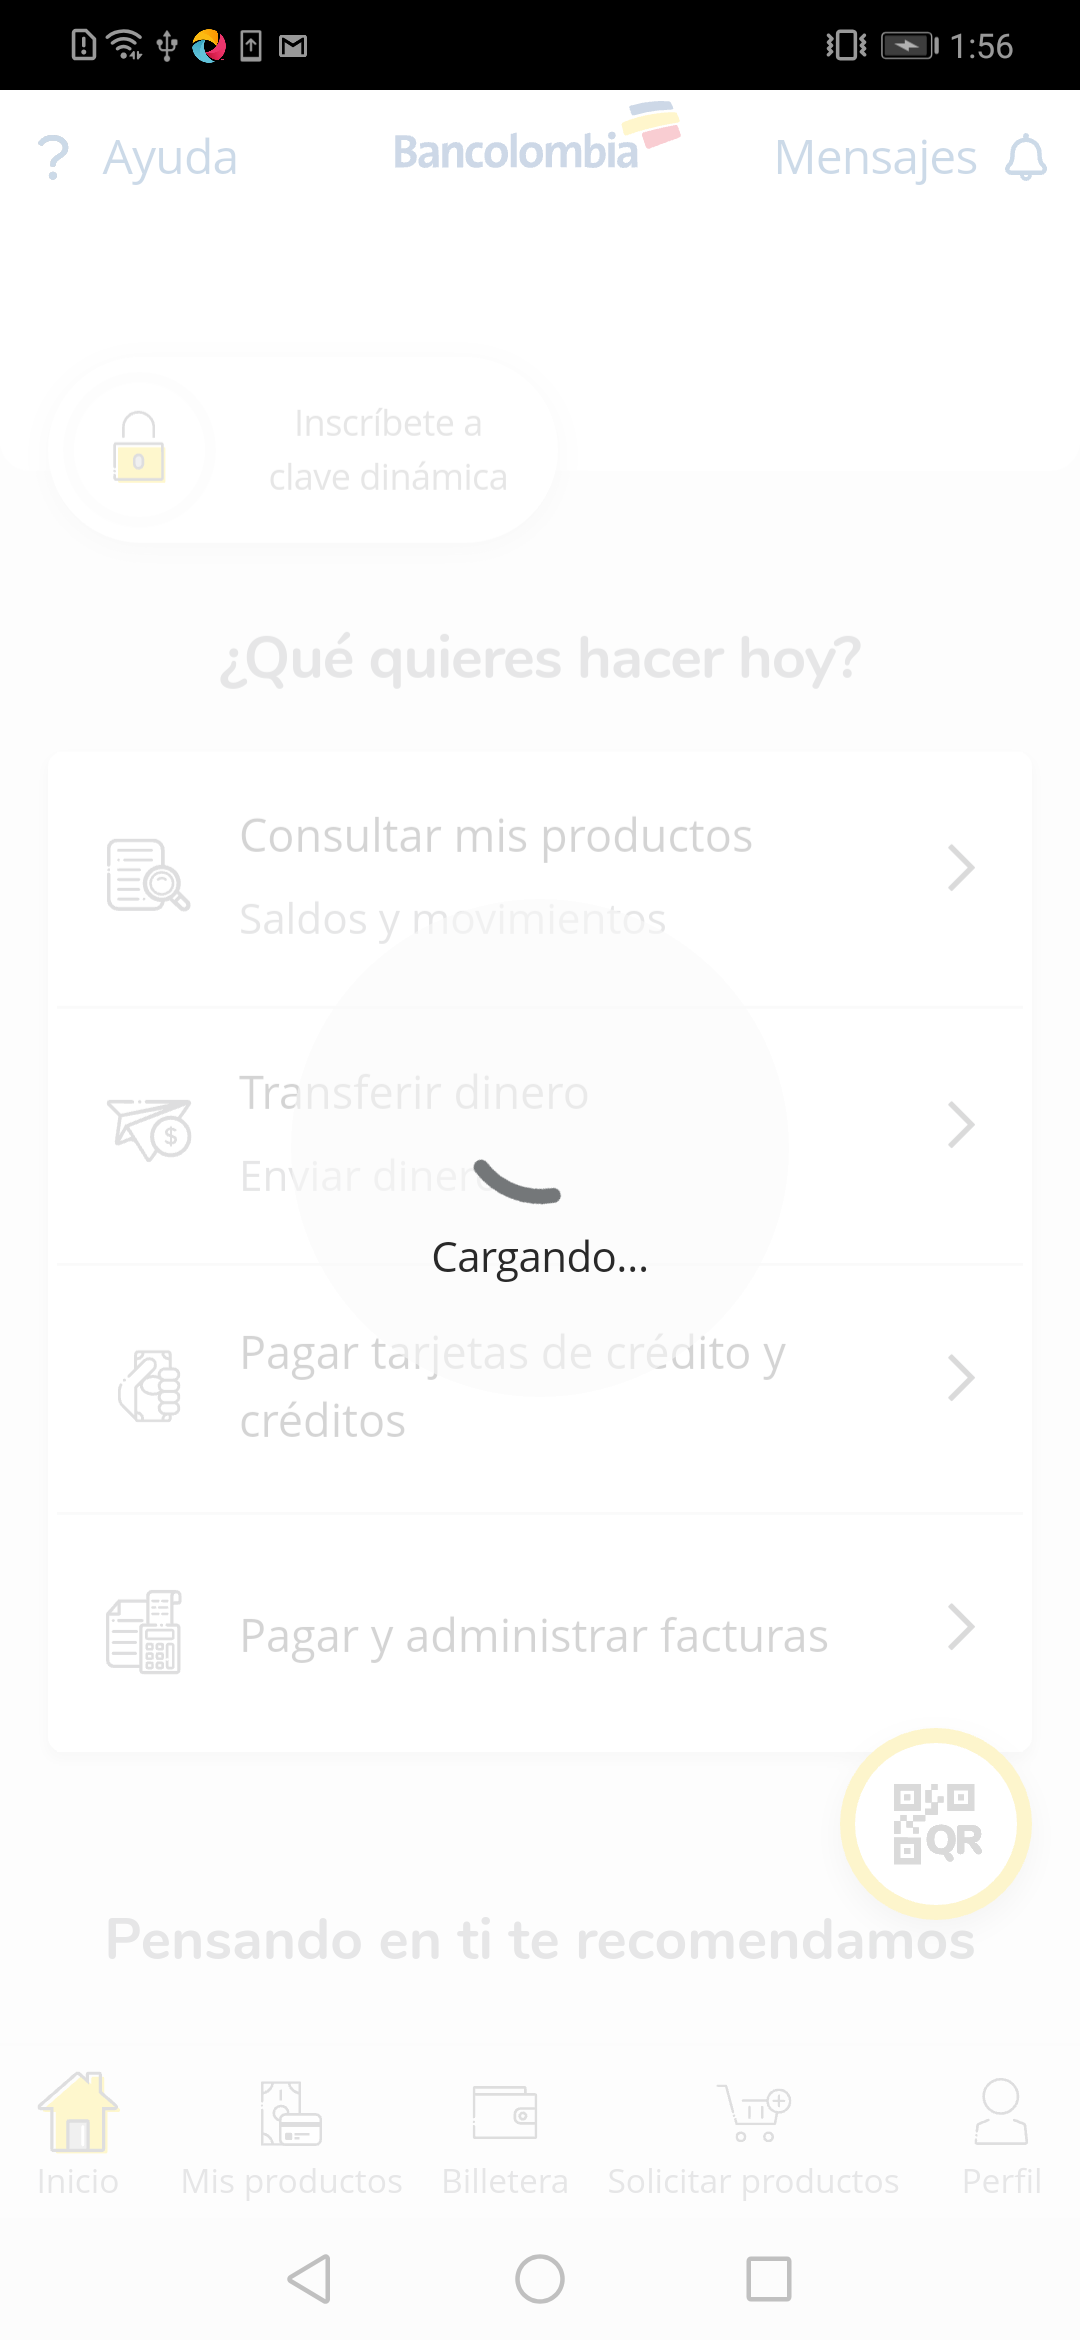 1:56
Ayuda
Bancolombia
Mensajes
Inscríbete a
clave dinámica
¿Qué quieres hacer hoy?
Consultar mis productos
Saldos y movimientos
Transferir dinero
Enviar dinero
Cargando...
Pagar tarjetas de crédito y
créditos
Pagar y administrar facturas
QR
Pensando en ti te recomendamos
Inicio
Mis productos
Billetera
Solicitar productos
Perfil